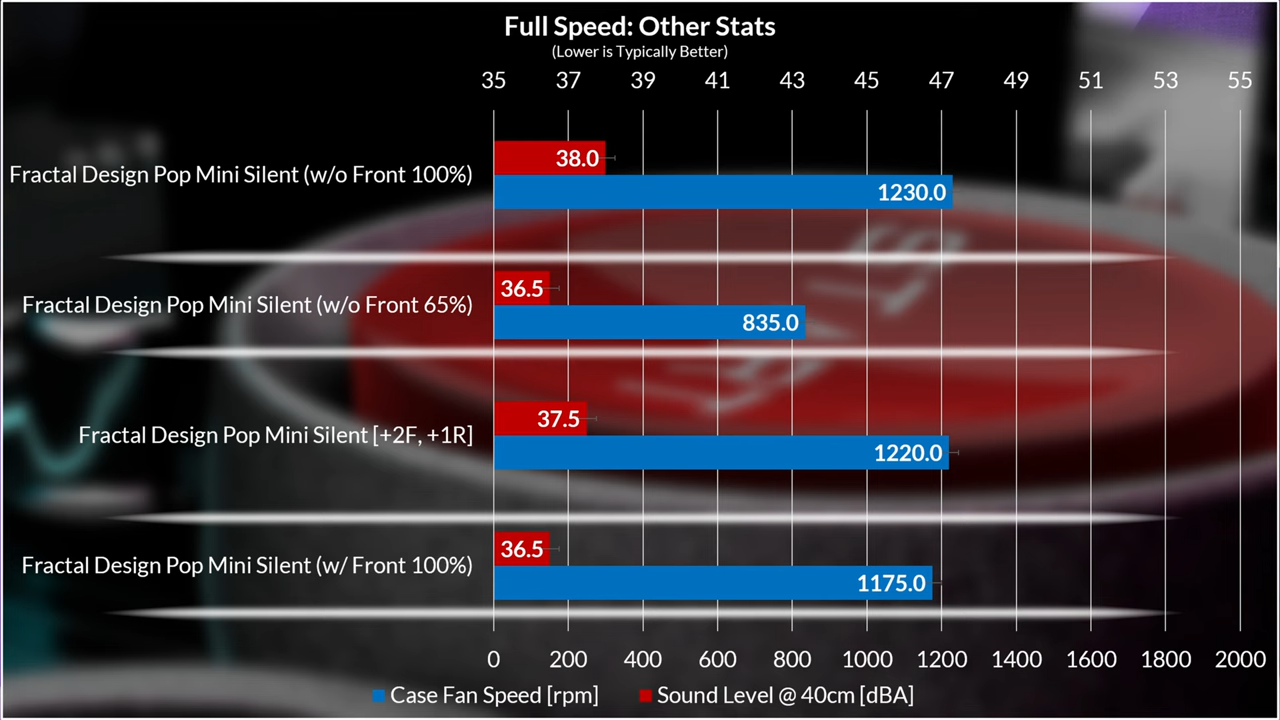 Full Speed: Other Stats
(Lower is Typically Better)
35 37 39 41 43 45 47 49 51 53 55
Fractal Design Pop Mini Silent (w/o Front 100%)
38.0
1230.0
Fractal Design Pop Mini Silent (w/o Front 65%)
36.5
835.0
Fractal Design Pop Mini Silent [+2F, +1R]
37.5
1220.0
Fractal Design Pop Mini Silent (w/ Front 100%)
36.5
1175.0
0 200 400 600 800 1000 1200 1400 1600 1800 2000
Case Fan Speed [rpm] Sound Level @ 40cm [dBA]